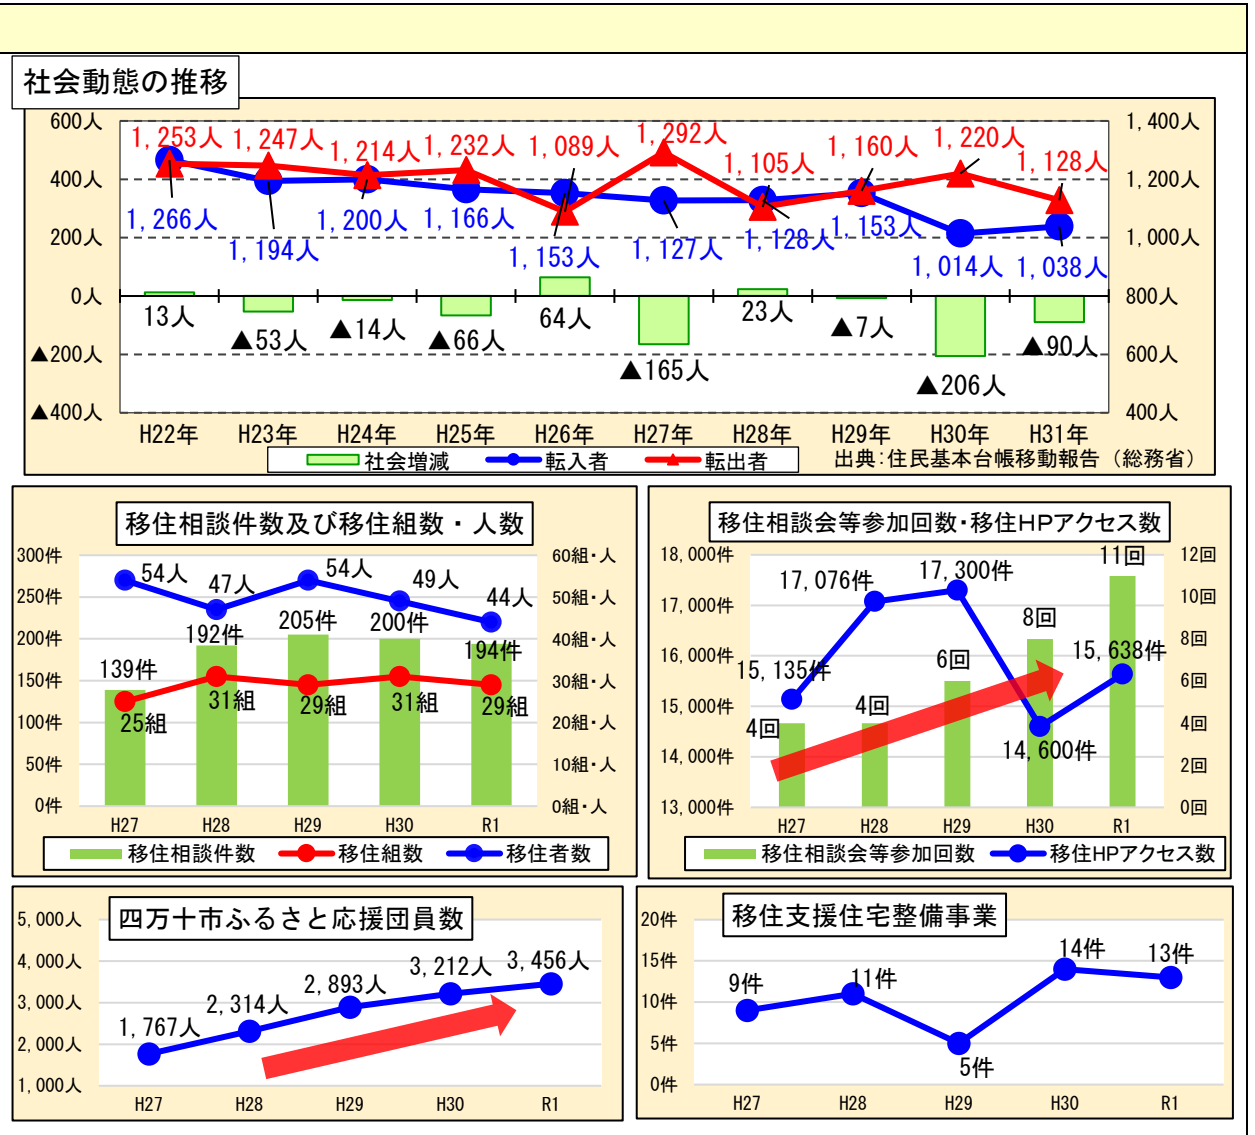 社会動態の推移
600人
400人
200人
0人
▲200人
▲400人
1,400人
1,200人
1,000人
800人
600人
400人
1,253人 1,247人 1,214人 1,232人 1,089人 1,292人 1,105人 1,160人 1,220人 1,128人
1,266人 1,194人 1,200人 1,166人 1,153人 1,127人 1,128人 1,153人 1,014人 1,038人
13人 ▲53人 ▲14人 ▲66人 64人 ▲165人 23人 ▲7人 ▲206人 ▲90人
H22年 H23年 H24年 H25年 H26年 H27年 H28年 H29年 H30年 H31年
社会増減 転入者 転出者 出典:住民基本台帳移動報告（総務省）
移住相談件数及び移住組数・人数
300件
250件
200件
150件
100件
50件
0件
60組・人
50組・人
40組・人
30組・人
20組・人
10組・人
0組・人
54人 47人 54人 49人 44人
139件 192件 205件 200件 194件
25組 31組 29組 31組 29組
H27 H28 H29 H30 R1
移住相談件数 移住組数 移住者数
移住相談会等参加回数・移住HPアクセス数
18,000件
17,000件
16,000件
15,000件
14,000件
13,000件
12回
10回
8回
6回
4回
2回
0回
15,135件 17,076件 17,300件 14,600件 15,638件
4回 4回 6回 8回 11回
H27 H28 H29 H30 R1
移住相談会等参加回数 移住HPアクセス数
四万十市ふるさと応援団員数
5,000人
4,000人
3,000人
2,000人
1,000人
1,767人 2,314人 2,893人 3,212人 3,456人
H27 H28 H29 H30 R1
移住支援住宅整備事業
20件
15件
10件
5件
0件
9件 11件 5件 14件 13件
H27 H28 H29 H30 R1